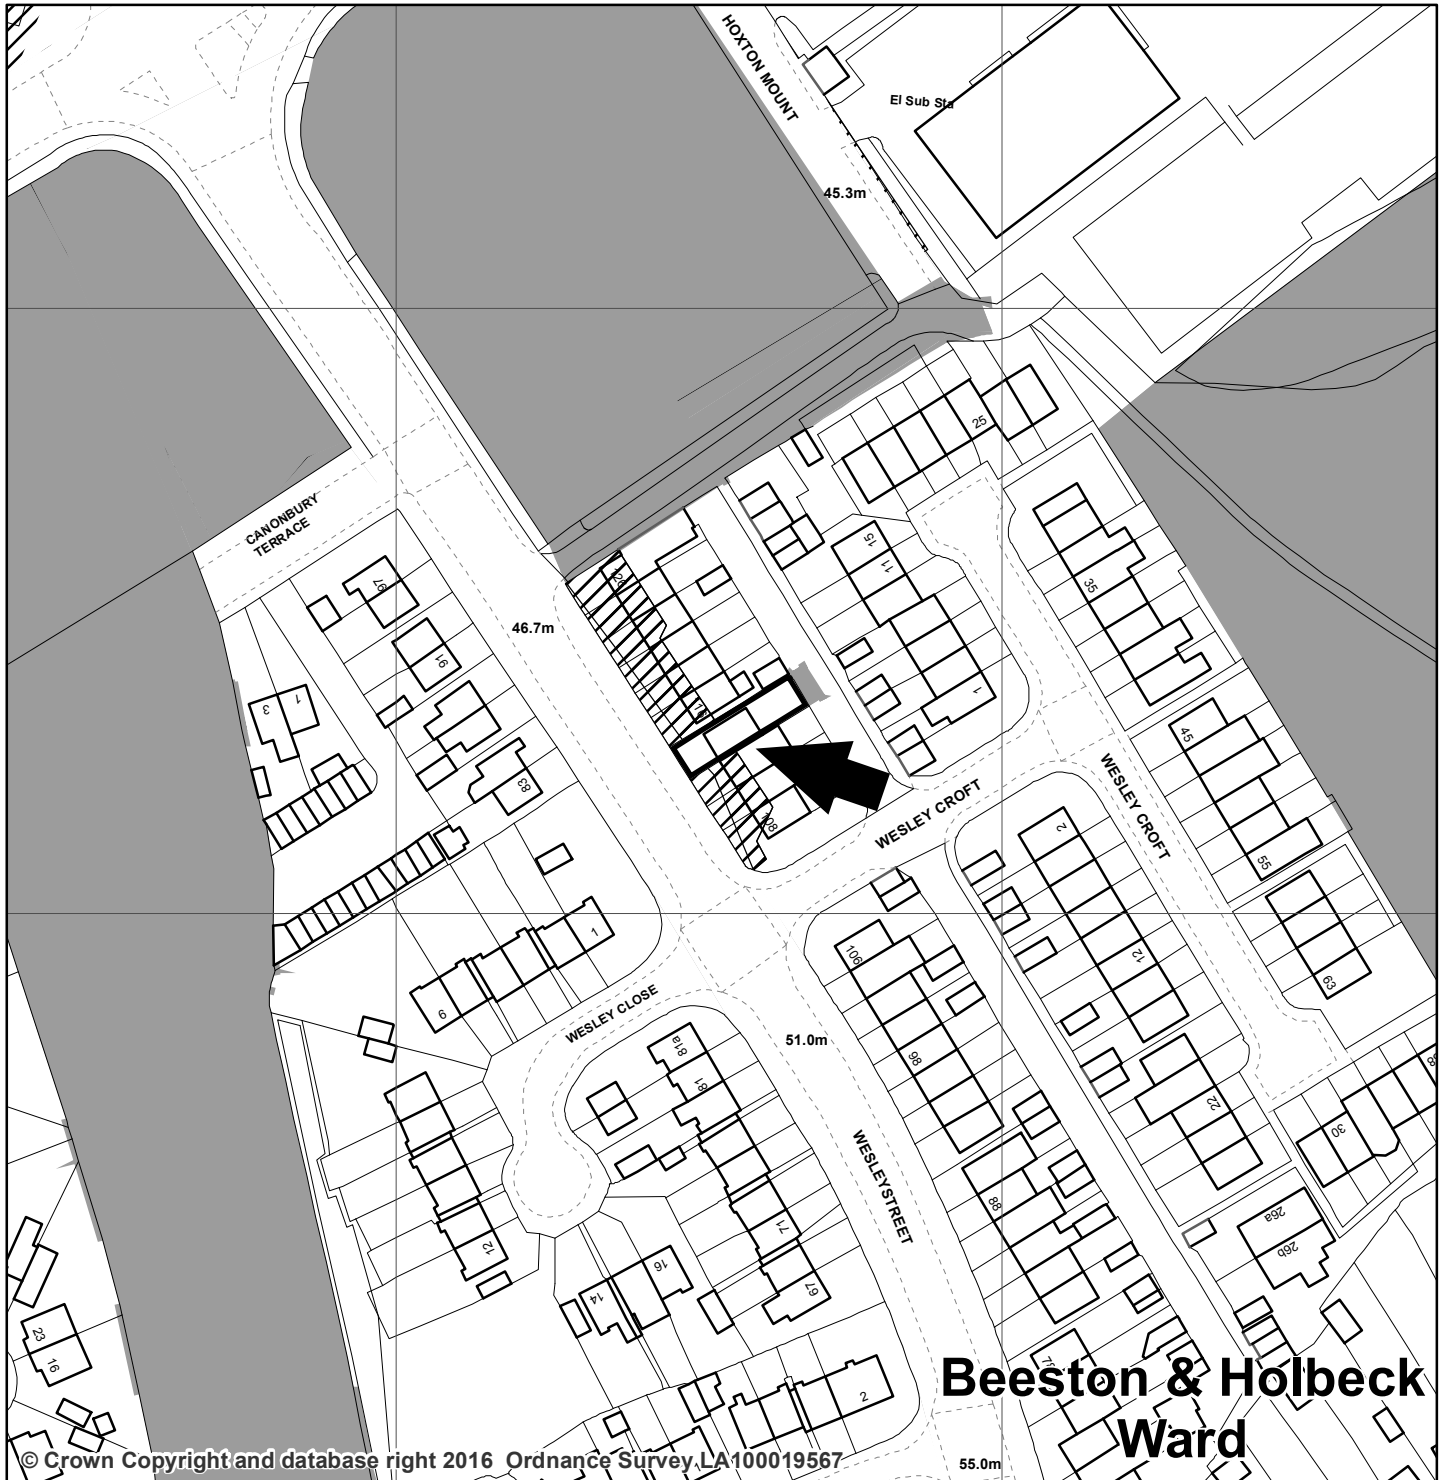 HOXTON MOUNT
El Sub Sta
45.3m
25
CANONBURY
TERRACE
15
11
97
35
46.7m
91
1
3
1
45
83
WESLEY CROFT
WESLEY CROFT
108
2
55
1
106
12
63
WESLEY CLOSE
6
51.0m
81a
98
81
22
30
WESLEY STREET
88
26a
71
26b
12
16
67
14
23
16
2
Beeston & Holbeck
Ward
© Crown Copyright and database right 2016 Ordnance Survey LA100019567
55.0m